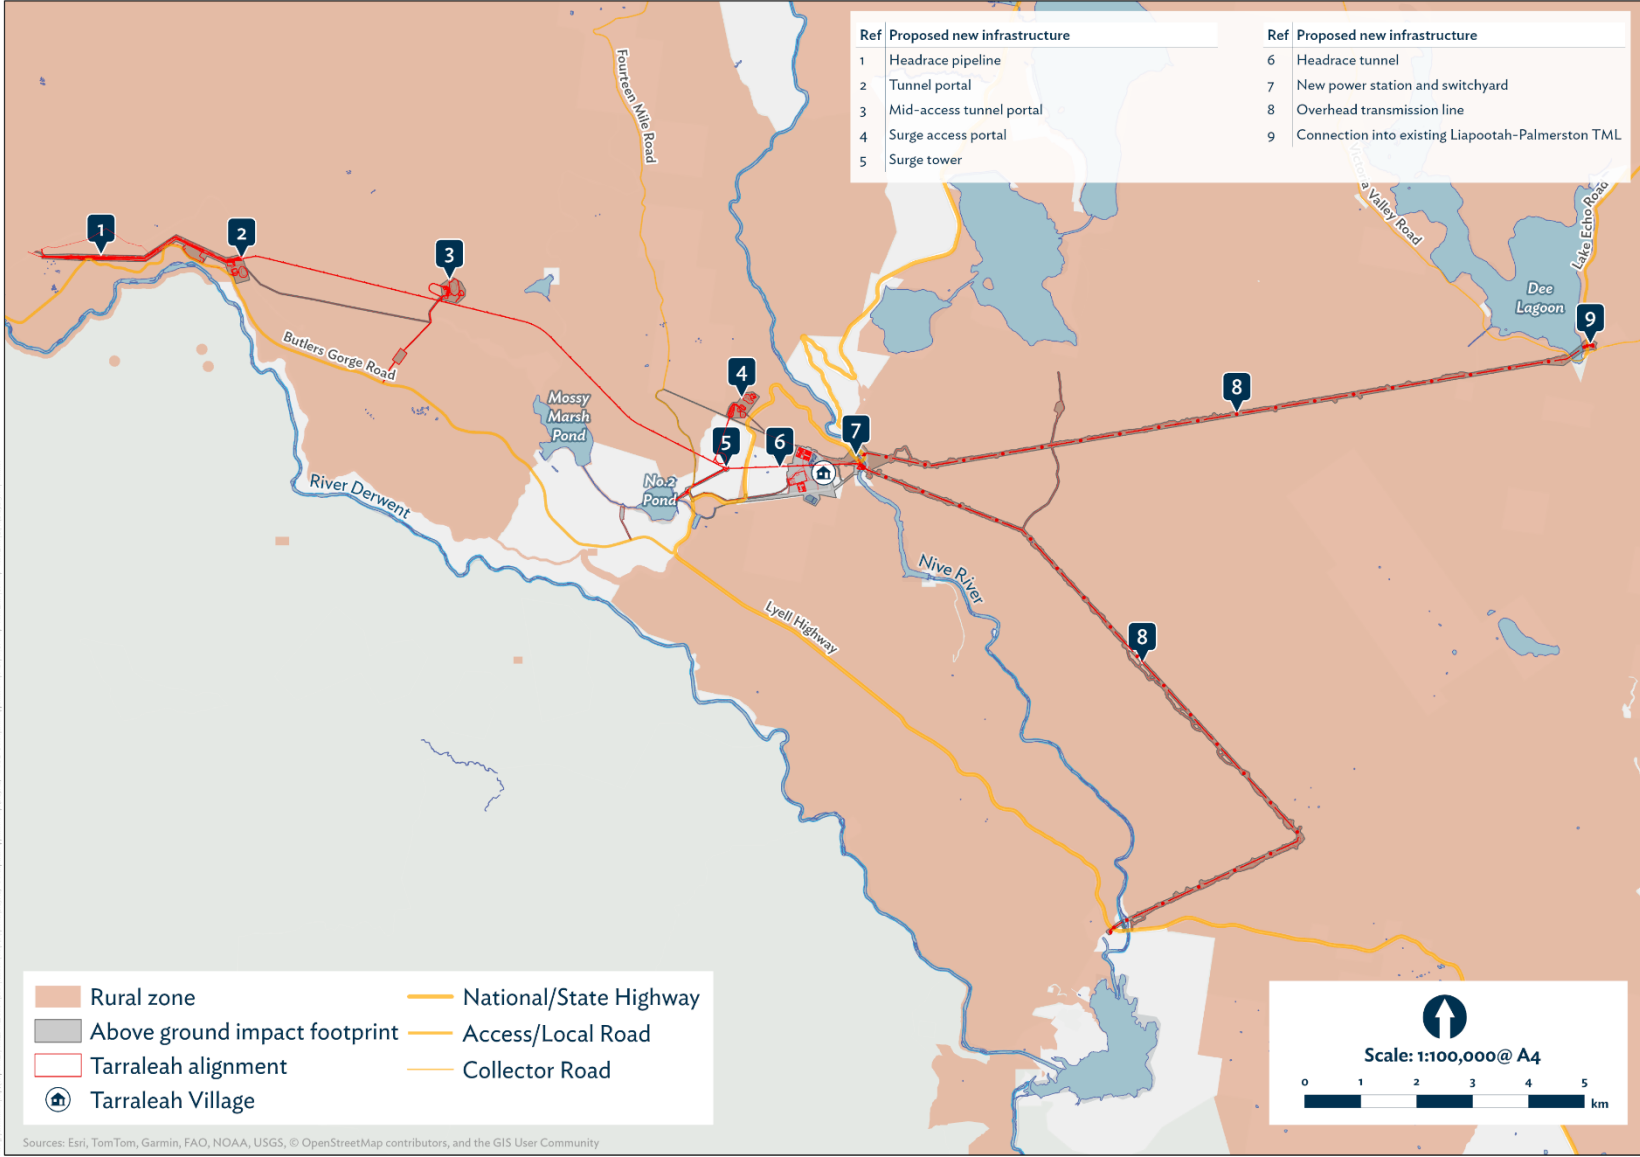 Ref Proposed new infrastructure
1 Headrace pipeline
2 Tunnel portal
3 Mid-access tunnel portal
4 Surge access portal
5 Surge tower
Ref Proposed new infrastructure
6 Headrace tunnel
7 New power station and switchyard
8 Overhead transmission line
9 Connection into existing Liapootah-Palmerston TML
Fourteen Mile Road
Victoria Valley Road
Lake Echo Road
1
2
3
Dee
Lagoon
9
Butlers Gorge Road
4
8
Mossy
Marsh
Pond
5
6
7
No.2
Pond
River Derwent
Nive River
Lyell Highway
8
Rural zone
Above ground impact footprint
Tarraleah alignment
Tarraleah Village
National/State Highway
Access/Local Road
Collector Road
Scale: 1:100,000@ A4
0 1 2 3 4 5
km
Sources: Esri, TomTom, Garmin, FAO, NOAA, USGS, © OpenStreetMap contributors, and the GIS User Community